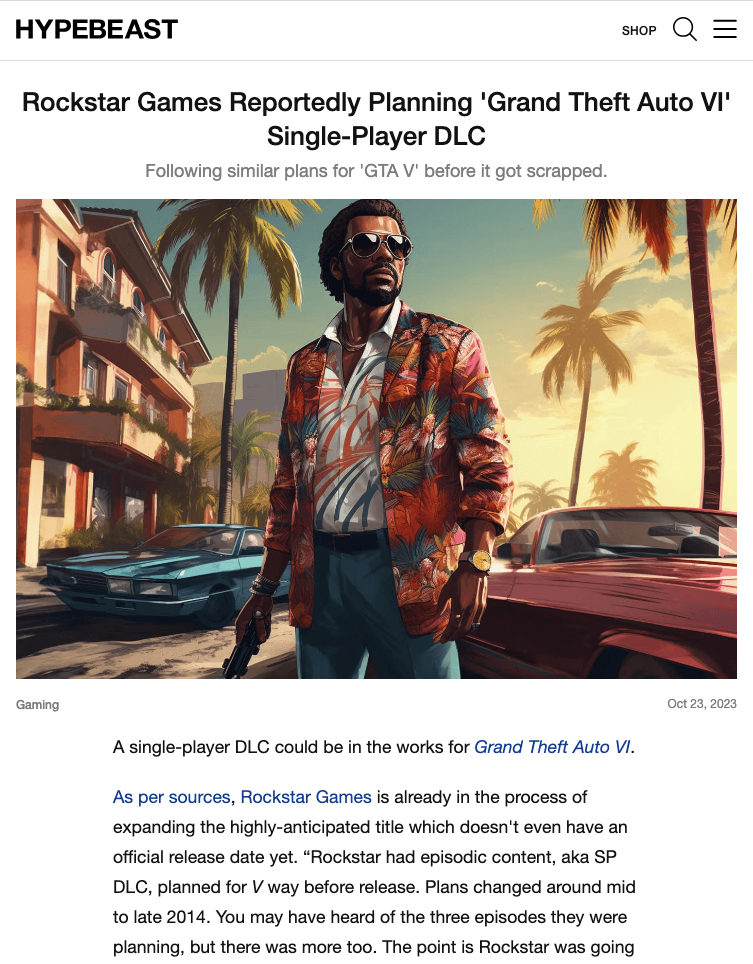 HYPEBEAST
SHOP
Rockstar Games Reportedly Planning 'Grand Theft Auto VI'
Single-Player DLC
Following similar plans for 'GTA V' before it got scrapped.
Gaming
Oct 23, 2023
A single-player DLC could be in the works for Grand Theft Auto VI.
As per sources, Rockstar Games is already in the process of
expanding the highly-anticipated title which doesn't even have an
official release date yet. “Rockstar had episodic content, aka SP
DLC, planned for V way before release. Plans changed around mid
to late 2014. You may have heard of the three episodes they were
planning, but there was more too. The point is Rockstar was going